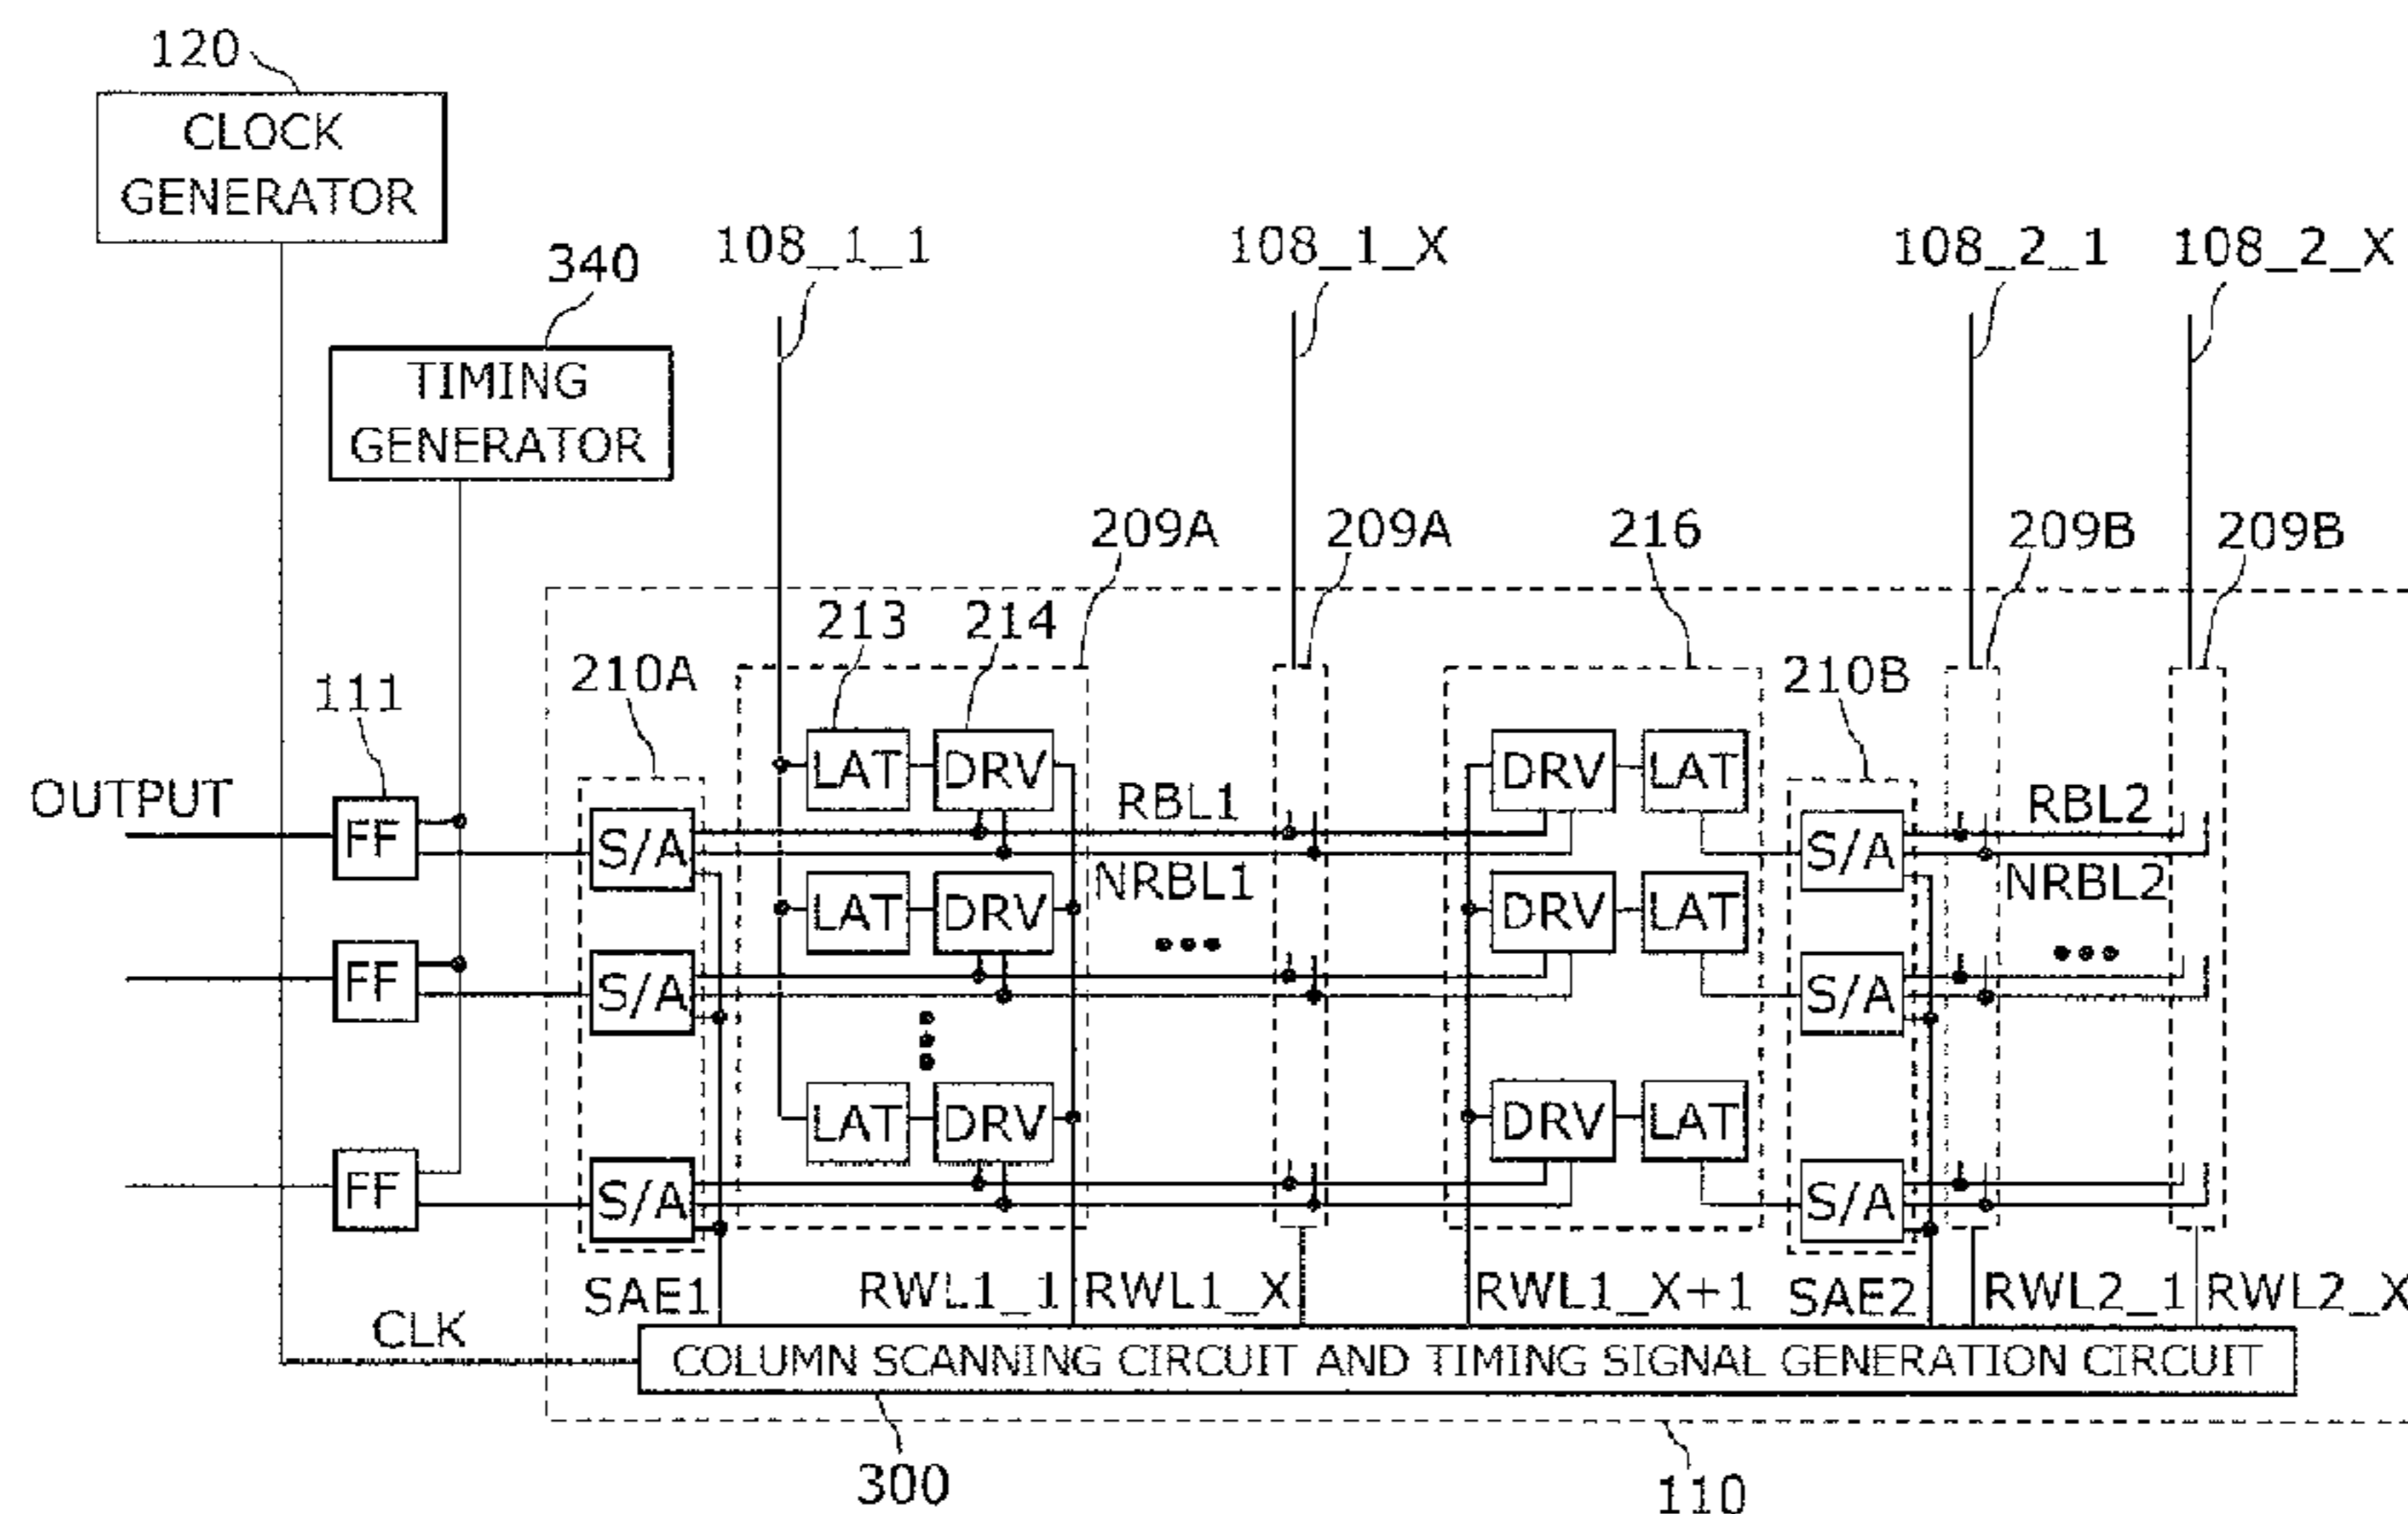 120
CLOCK
GENERATOR
340
TIMING
GENERATOR
108_1_1
108_1_X
108_2_1
108_2_X
209A
209A
216
209B
209B
213
214
210A
210B
111
LAT
DRV
DRV
LAT
OUTPUT
FF
S/A
RBL1
S/A
RBL2
NRBL1
NRBL2
LAT
DRV
DRV
LAT
FF
S/A
S/A
LAT
DRV
DRV
LAT
FF
S/A
S/A
SAE1
RWL1_1
RWL1_X
RWL1_X+1
SAE2
RWL2_1
RWL2_X
CLK
COLUMN SCANNING CIRCUIT AND TIMING SIGNAL GENERATION CIRCUIT
300
110